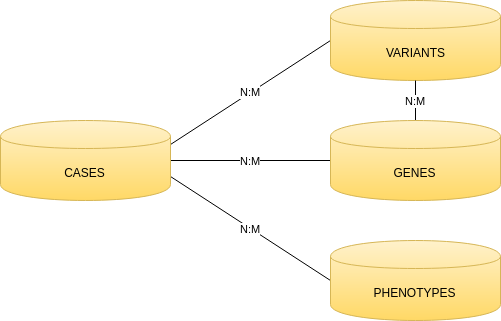 VARIANTS
N:M
N:M
CASES
N:M
GENES
N:M
PHENOTYPES